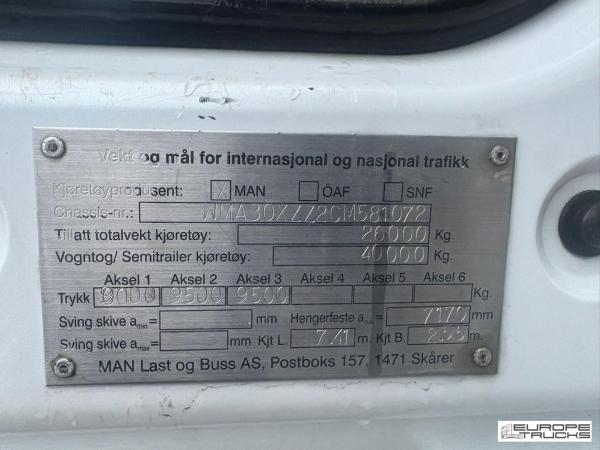 Vekt og mål for internasjonal og nasjonal trafikk
Kjøretøyprodusent: X MAN ÖAF SNF
Chassis-nr.: WMA30XZZ2CM581072
Tillatt totalvekt kjøretøy: 26000 Kg.
Vogntog/ Semitrailer kjøretøy: 40000 Kg.
Aksel 1 Aksel 2 Aksel 3 Aksel 4 Aksel 5 Aksel 6
Trykk 9000 9500 9500 Kg.
Sving skive a min= mm Hengerfeste a = 7170 mm
Sving skive a max= mm Kjt L. 7.41 m. Kjt B. 2.55 m.
MAN Last og Buss AS, Postboks 157, 1471 Skårer
EUROPE
TRUCKS